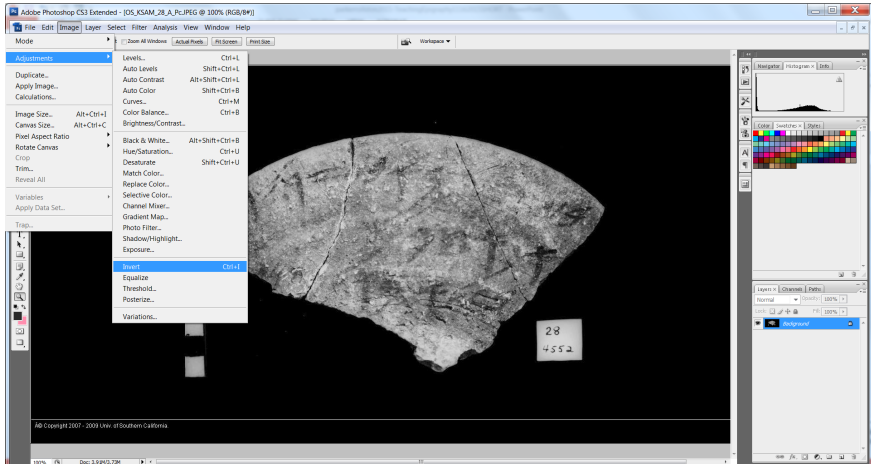 Adobe Photoshop CS3 Extended - [OS_KSAM_28_A_Pc.JPEG @ 100% (RGB/8#)]
File Edit Image Layer Select Filter Analysis View Window Help
Zoom All Windows Actual Pixels Fit Screen Print Size Workspace
Mode
Adjustments
Duplicate...
Apply Image...
Calculations...
Image Size... Alt+Ctrl+I
Canvas Size... Alt+Ctrl+C
Pixel Aspect Ratio
Rotate Canvas
Crop
Trim...
Reveal All
Variables
Apply Data Set...
Trap...
Levels... Ctrl+L
Auto Levels Shift+Ctrl+L
Auto Contrast Alt+Shift+Ctrl+L
Auto Color Shift+Ctrl+B
Curves... Ctrl+M
Color Balance... Ctrl+B
Brightness/Contrast...
Black & White... Alt+Shift+Ctrl+B
Hue/Saturation... Ctrl+U
Desaturate Shift+Ctrl+U
Match Color...
Replace Color...
Selective Color...
Channel Mixer...
Gradient Map...
Photo Filter...
Shadow/Highlight...
Exposure...
Invert Ctrl+I
Equalize
Threshold...
Posterize...
Variations...
Navigator Histogram × Info
Color Swatches × Styles
Layers × Channels Paths
Normal Opacity: 100%
Lock: Fill: 100%
Background
28
4552
Â© Copyright 2007 - 2009 Univ. of Southern California
100% Doc: 3.91M/3.73M